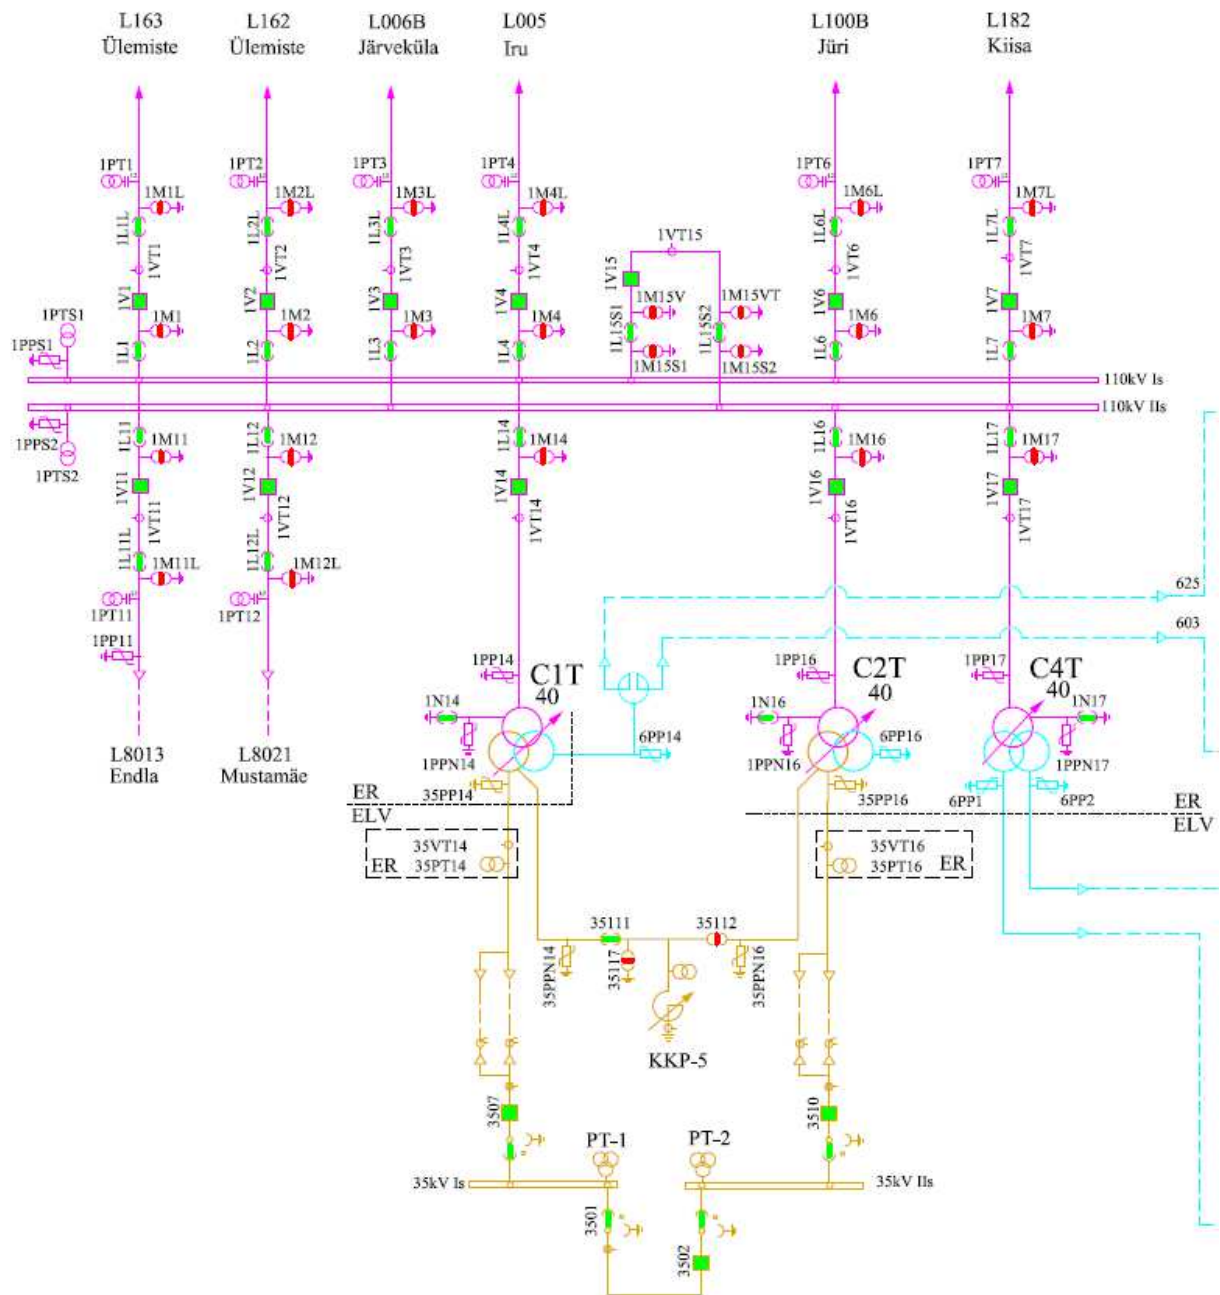 L163 L162 L006B L005 L100B L182
Ülemiste Ülemiste Järveküla Iru Jüri Kiisa
1PT1 1PT2 1PT3 1PT4 1PT6 1PT7
1M1L 1M2L 1M3L 1M4L 1M6L 1M7L
1L1L 1L2L 1L3L 1L4L 1L6L 1L7L
1VT1 1VT2 1VT3 1VT4 1VT15 1VT6 1VT7
1V1 1V2 1V3 1V4 1V15 1V6 1V7
1M15V 1M15VT
1PTS1 1M1 1M2 1M3 1M4 1M6 1M7
1PPS1 1L1 1L2 1L3 1L4 1L15S1 1L15S2 1L6 1L7
1M15S1 1M15S2
110kV Is
110kV IIs
1PPS2 1L11 1L12 1L14 1L16 1L17
1M11 1M12 1M14 1M16 1M17
1PTS2
1V11 1V12 1V14 1V16 1V17
1VT11 1VT12 1VT14 1VT16 1VT17
1L11L 1L12L
1M11L 1M12L
625
1PT11 1PT12
603
1PP11
1PP14 C1T 1PP16 C2T 1PP17 C4T
40 40 40
1N14 1N16 1N17
6PP14 6PP16
L8013 L8021
Endla Mustamäe
1PPN14 1PPN16 1PPN17
35PP14 35PP16 6PP1 6PP2
ER ER
ELV ELV
35VT14 35VT16
ER 35PT14 35PT16 ER
35111 35112
35PPN14 35117 35PPN16
KKP-5
3507 3510
PT-1 PT-2
35kV Is 35kV IIs
3501
3502